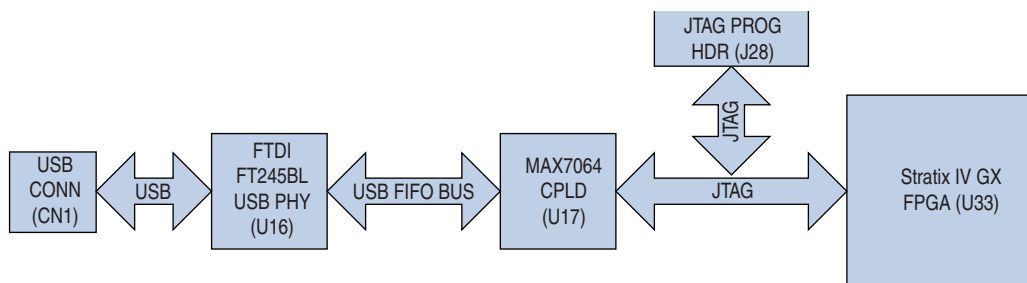 JTAG PROG
HDR (J28)
JTAG
USB
CONN
(CN1)
USB
FTDI
FT245BL
USB PHY
(U16)
USB FIFO BUS
MAX7064
CPLD
(U17)
JTAG
Stratix IV GX
FPGA (U33)